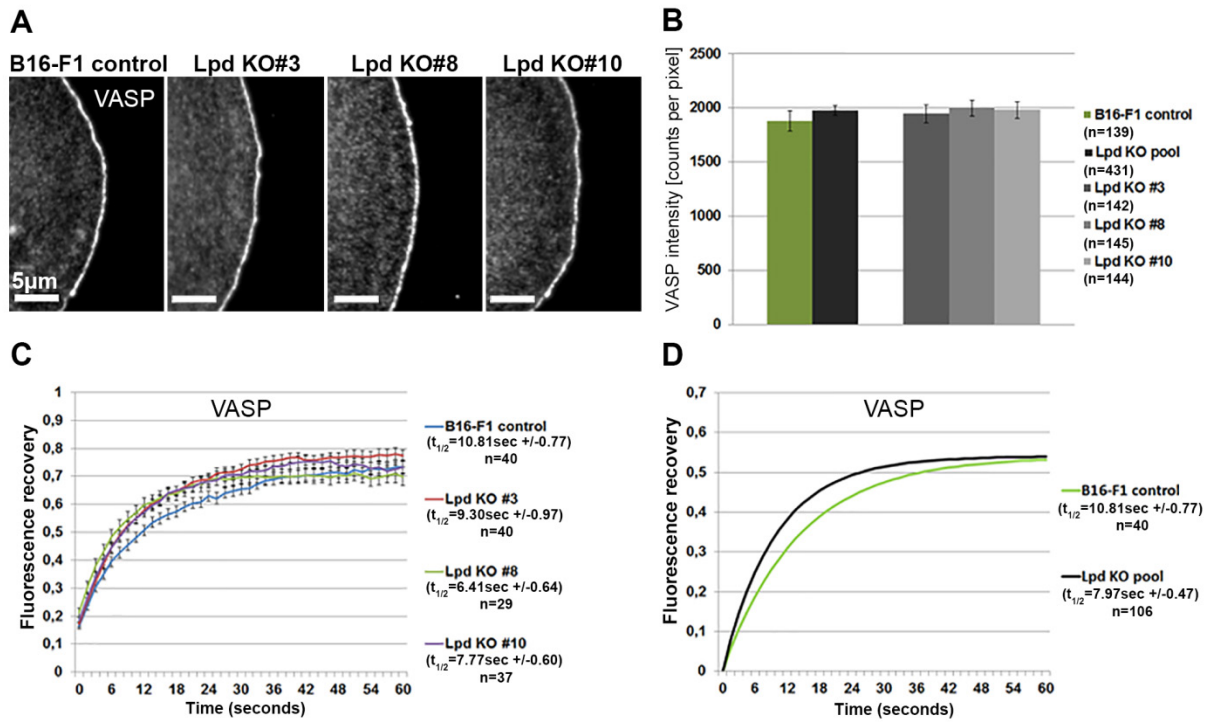 A
B16-F1 control Lpd KO#3 Lpd KO#8 Lpd KO#10
VASP
5µm
B
VASP intensity [counts per pixel]
2500
2000
1500
1000
500
0
B16-F1 control
(n=139)
Lpd KO pool
(n=431)
Lpd KO #3
(n=142)
Lpd KO #8
(n=145)
Lpd KO #10
(n=144)
C
VASP
Fluorescence recovery
1
0,9
0,8
0,7
0,6
0,5
0,4
0,3
0,2
0,1
0
0 6 12 18 24 30 36 42 48 54 60
Time (seconds)
B16-F1 control
(t1/2=10.81sec +/-0.77)
n=40
Lpd KO #3
(t1/2=9.30sec +/-0.97)
n=40
Lpd KO #8
(t1/2=6.41sec +/-0.64)
n=29
Lpd KO #10
(t1/2=7.77sec +/-0.60)
n=37
D
VASP
Fluorescence recovery
0,7
0,6
0,5
0,4
0,3
0,2
0,1
0
0 6 12 18 24 30 36 42 48 54 60
Time (seconds)
B16-F1 control
(t1/2=10.81sec +/-0.77)
n=40
Lpd KO pool
(t1/2=7.97sec +/-0.47)
n=106